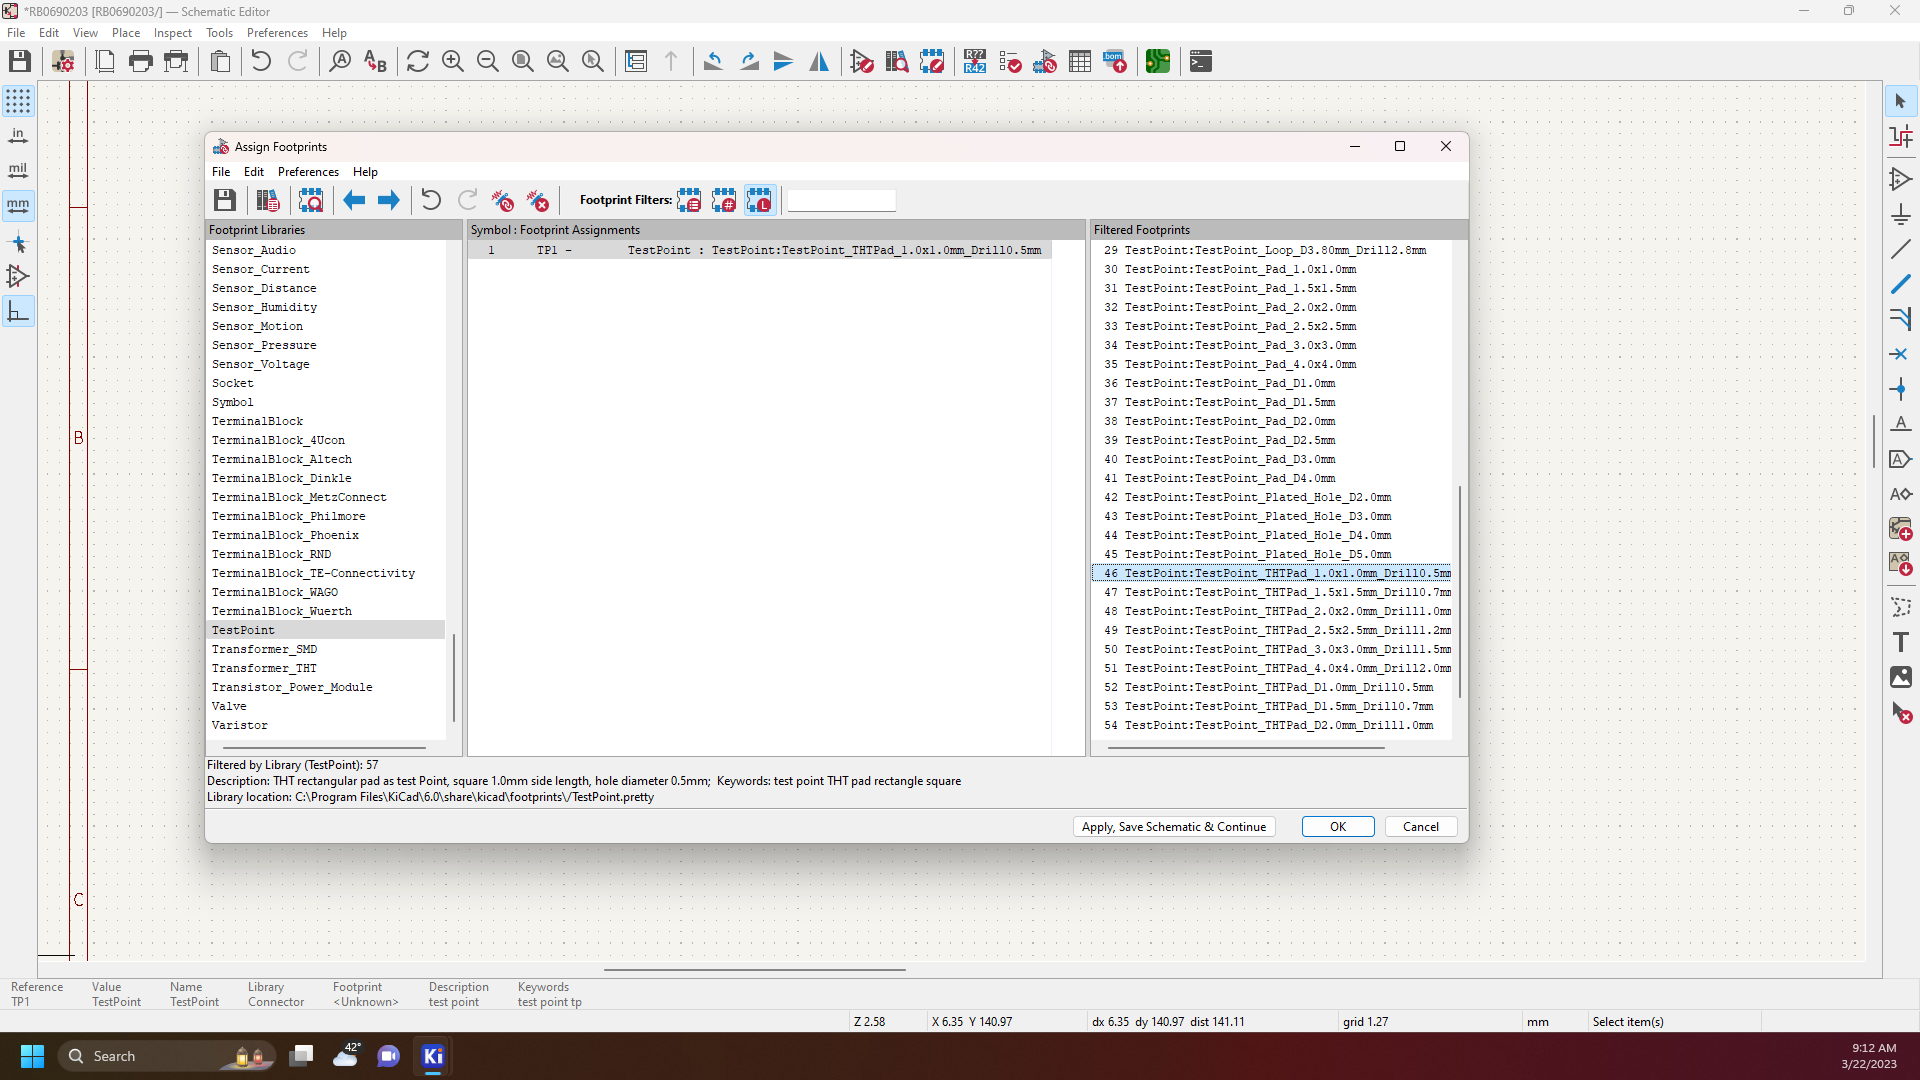 *RB0690203 [RB0690203/] — Schematic Editor
File Edit View Place Inspect Tools Preferences Help
R??
R42
bom
in
mil
mm
B
C
Assign Footprints
File Edit Preferences Help
Footprint Filters:
Footprint Libraries
Sensor_Audio
Sensor_Current
Sensor_Distance
Sensor_Humidity
Sensor_Motion
Sensor_Pressure
Sensor_Voltage
Socket
Symbol
TerminalBlock
TerminalBlock_4Ucon
TerminalBlock_Altech
TerminalBlock_Dinkle
TerminalBlock_MetzConnect
TerminalBlock_Philmore
TerminalBlock_Phoenix
TerminalBlock_RND
TerminalBlock_TE-Connectivity
TerminalBlock_WAGO
TerminalBlock_Wuerth
TestPoint
Transformer_SMD
Transformer_THT
Transistor_Power_Module
Valve
Varistor
Symbol : Footprint Assignments
1 TP1 - TestPoint : TestPoint:TestPoint_THTPad_1.0x1.0mm_Drill0.5mm
Filtered Footprints
29 TestPoint:TestPoint_Loop_D3.80mm_Drill2.8mm
30 TestPoint:TestPoint_Pad_1.0x1.0mm
31 TestPoint:TestPoint_Pad_1.5x1.5mm
32 TestPoint:TestPoint_Pad_2.0x2.0mm
33 TestPoint:TestPoint_Pad_2.5x2.5mm
34 TestPoint:TestPoint_Pad_3.0x3.0mm
35 TestPoint:TestPoint_Pad_4.0x4.0mm
36 TestPoint:TestPoint_Pad_D1.0mm
37 TestPoint:TestPoint_Pad_D1.5mm
38 TestPoint:TestPoint_Pad_D2.0mm
39 TestPoint:TestPoint_Pad_D2.5mm
40 TestPoint:TestPoint_Pad_D3.0mm
41 TestPoint:TestPoint_Pad_D4.0mm
42 TestPoint:TestPoint_Plated_Hole_D2.0mm
43 TestPoint:TestPoint_Plated_Hole_D3.0mm
44 TestPoint:TestPoint_Plated_Hole_D4.0mm
45 TestPoint:TestPoint_Plated_Hole_D5.0mm
46 TestPoint:TestPoint_THTPad_1.0x1.0mm_Drill0.5mm
47 TestPoint:TestPoint_THTPad_1.5x1.5mm_Drill0.7mm
48 TestPoint:TestPoint_THTPad_2.0x2.0mm_Drill1.0mm
49 TestPoint:TestPoint_THTPad_2.5x2.5mm_Drill1.2mm
50 TestPoint:TestPoint_THTPad_3.0x3.0mm_Drill1.5mm
51 TestPoint:TestPoint_THTPad_4.0x4.0mm_Drill2.0mm
52 TestPoint:TestPoint_THTPad_D1.0mm_Drill0.5mm
53 TestPoint:TestPoint_THTPad_D1.5mm_Drill0.7mm
54 TestPoint:TestPoint_THTPad_D2.0mm_Drill1.0mm
Filtered by Library (TestPoint): 57
Description: THT rectangular pad as test Point, square 1.0mm side length, hole diameter 0.5mm; Keywords: test point THT pad rectangle square
Library location: C:\Program Files\KiCad\6.0\share\kicad\footprints\/TestPoint.pretty
Apply, Save Schematic & Continue OK Cancel
Reference Value Name Library Footprint Description Keywords
TP1 TestPoint TestPoint Connector <Unknown> test point test point tp
Z 2.58 X 6.35 Y 140.97 dx 6.35 dy 140.97 dist 141.11 grid 1.27 mm Select item(s)
Search
42°
Ki
9:12 AM
3/22/2023